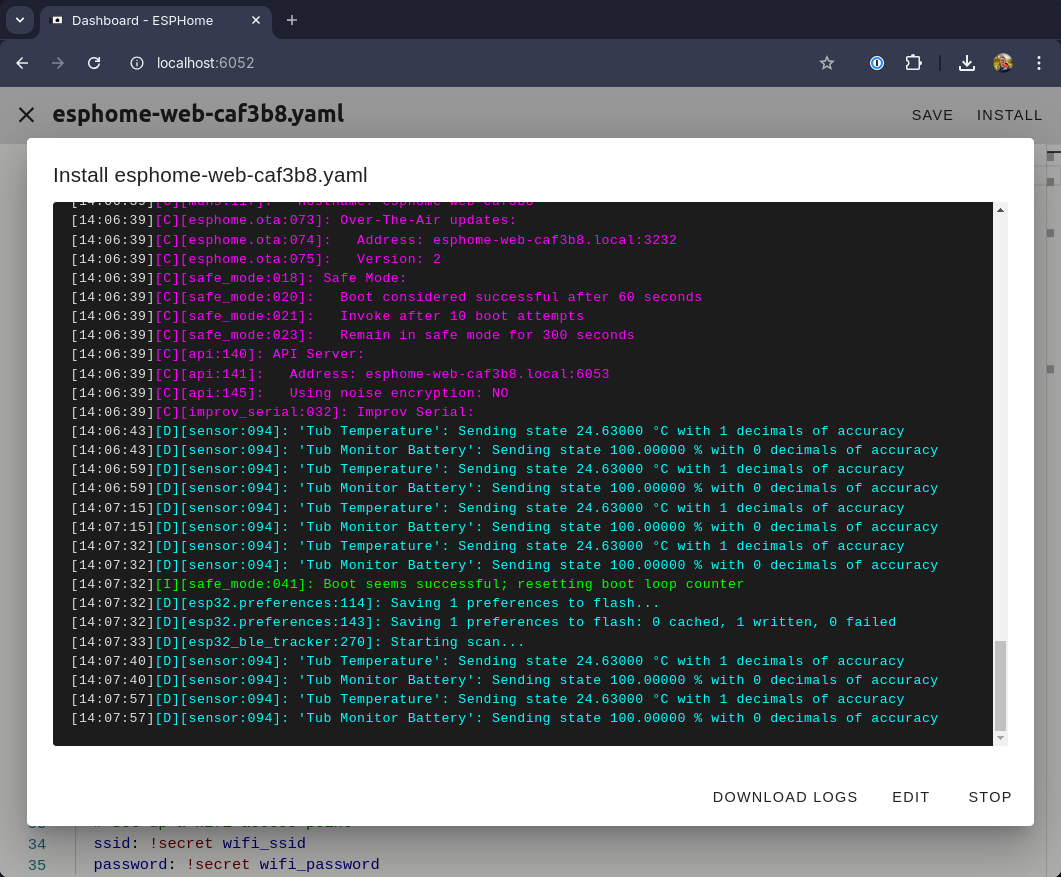 Dashboard - ESPHome
localhost:6052
esphome-web-caf3b8.yaml
SAVE INSTALL
Install esphome-web-caf3b8.yaml
[14:06:39][C][mdns:117]:   Hostname: esphome-web-caf3b8
[14:06:39][C][esphome.ota:073]: Over-The-Air updates:
[14:06:39][C][esphome.ota:074]:   Address: esphome-web-caf3b8.local:3232
[14:06:39][C][esphome.ota:075]:   Version: 2
[14:06:39][C][safe_mode:018]: Safe Mode:
[14:06:39][C][safe_mode:020]:   Boot considered successful after 60 seconds
[14:06:39][C][safe_mode:021]:   Invoke after 10 boot attempts
[14:06:39][C][safe_mode:023]:   Remain in safe mode for 300 seconds
[14:06:39][C][api:140]: API Server:
[14:06:39][C][api:141]:   Address: esphome-web-caf3b8.local:6053
[14:06:39][C][api:145]:   Using noise encryption: NO
[14:06:39][C][improv_serial:032]: Improv Serial:
[14:06:43][D][sensor:094]: 'Tub Temperature': Sending state 24.63000 °C with 1 decimals of accuracy
[14:06:43][D][sensor:094]: 'Tub Monitor Battery': Sending state 100.00000 % with 0 decimals of accuracy
[14:06:59][D][sensor:094]: 'Tub Temperature': Sending state 24.63000 °C with 1 decimals of accuracy
[14:06:59][D][sensor:094]: 'Tub Monitor Battery': Sending state 100.00000 % with 0 decimals of accuracy
[14:07:15][D][sensor:094]: 'Tub Temperature': Sending state 24.63000 °C with 1 decimals of accuracy
[14:07:15][D][sensor:094]: 'Tub Monitor Battery': Sending state 100.00000 % with 0 decimals of accuracy
[14:07:32][D][sensor:094]: 'Tub Temperature': Sending state 24.63000 °C with 1 decimals of accuracy
[14:07:32][D][sensor:094]: 'Tub Monitor Battery': Sending state 100.00000 % with 0 decimals of accuracy
[14:07:32][I][safe_mode:041]: Boot seems successful; resetting boot loop counter
[14:07:32][D][esp32.preferences:114]: Saving 1 preferences to flash...
[14:07:32][D][esp32.preferences:143]: Saving 1 preferences to flash: 0 cached, 1 written, 0 failed
[14:07:33][D][esp32_ble_tracker:270]: Starting scan...
[14:07:40][D][sensor:094]: 'Tub Temperature': Sending state 24.63000 °C with 1 decimals of accuracy
[14:07:40][D][sensor:094]: 'Tub Monitor Battery': Sending state 100.00000 % with 0 decimals of accuracy
[14:07:57][D][sensor:094]: 'Tub Temperature': Sending state 24.63000 °C with 1 decimals of accuracy
[14:07:57][D][sensor:094]: 'Tub Monitor Battery': Sending state 100.00000 % with 0 decimals of accuracy
DOWNLOAD LOGS EDIT STOP
34 ssid: !secret wifi_ssid
35 password: !secret wifi_password